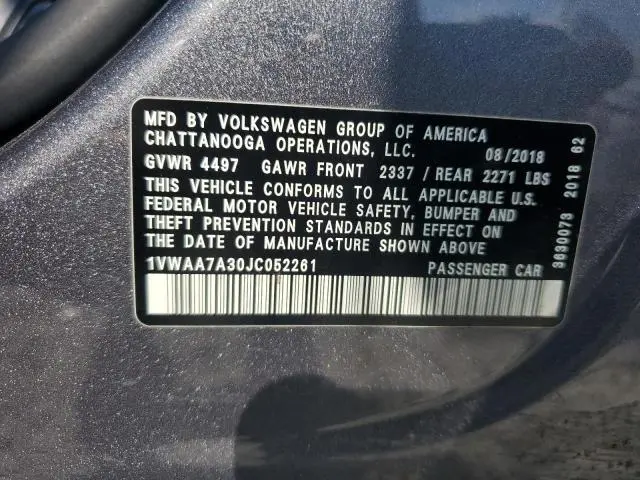 MFD BY VOLKSWAGEN GROUP OF AMERICA
CHATTANOOGA OPERATIONS, LLC. 08/2018
GVWR 4497 GAWR FRONT 2337 / REAR 2271 LBS
THIS VEHICLE CONFORMS TO ALL APPLICABLE U.S.
FEDERAL MOTOR VEHICLE SAFETY, BUMPER AND
THEFT PREVENTION STANDARDS IN EFFECT ON
THE DATE OF MANUFACTURE SHOWN ABOVE
1VWAA7A30JC052261 PASSENGER CAR
3630073 2018 62